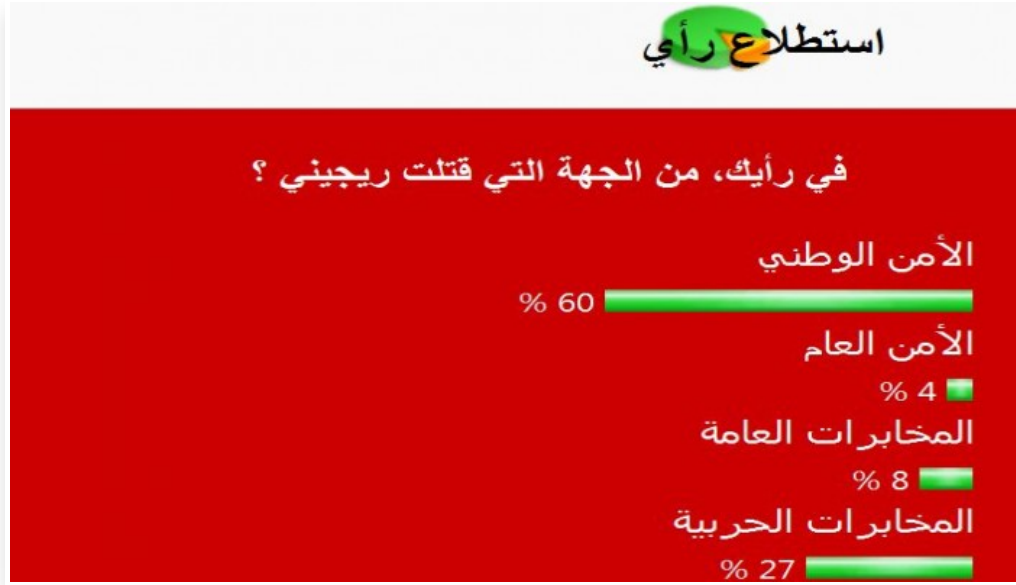 استطلاع رأي
في رأيك، من الجهة التي قتلت ريجيني ؟
الأمن الوطني
60 %
الأمن العام
4 %
المخابرات العامة
8 %
المخابرات الحربية
27 %